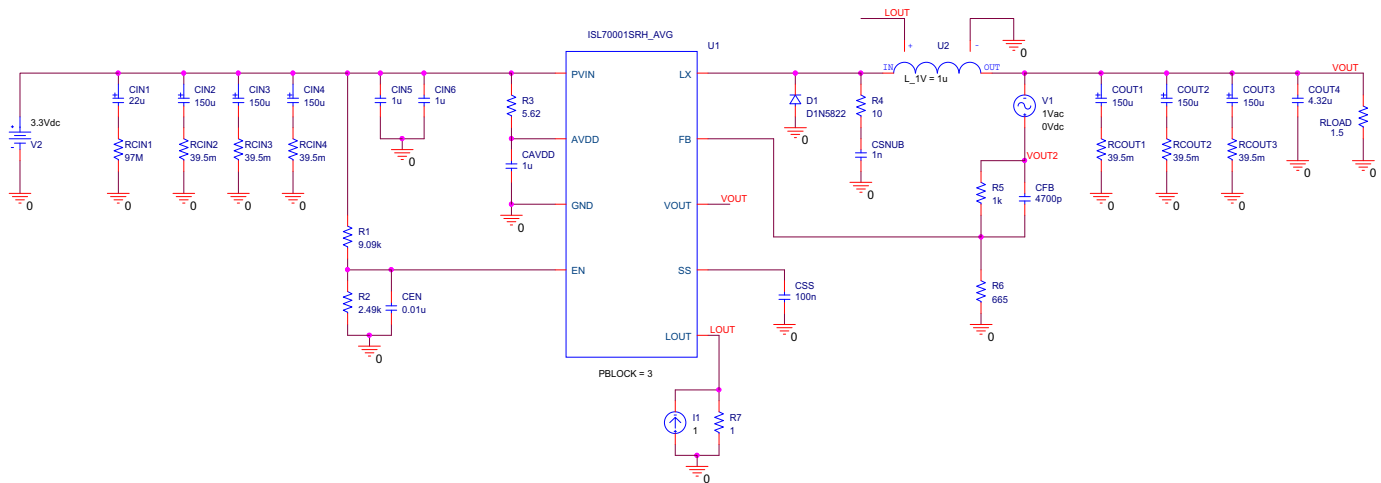 LOUT
ISL70001SRH_AVG
U1
U2
+
-
0
IN
OUT
L_1V = 1u
PVIN
LX
VOUT
3.3Vdc
+
-
V2
0
CIN1
22u
RCIN1
97M
0
CIN2
150u
RCIN2
39.5m
0
CIN3
150u
RCIN3
39.5m
0
CIN4
150u
RCIN4
39.5m
0
CIN5
1u
CIN6
1u
0
R3
5.62
AVDD
CAVDD
1u
GND
0
D1
D1N5822
0
R4
10
CSNUB
1n
0
V1
1Vac
0Vdc
COUT1
150u
RCOUT1
39.5m
0
COUT2
150u
RCOUT2
39.5m
0
COUT3
150u
RCOUT3
39.5m
0
COUT4
4.32u
0
RLOAD
1.5
0
FB
VOUT2
R5
1k
CFB
4700p
VOUT
VOUT
R1
9.09k
EN
SS
CSS
100n
0
R6
665
0
R2
2.49k
CEN
0.01u
0
LOUT
LOUT
PBLOCK = 3
I1
1
R7
1
0